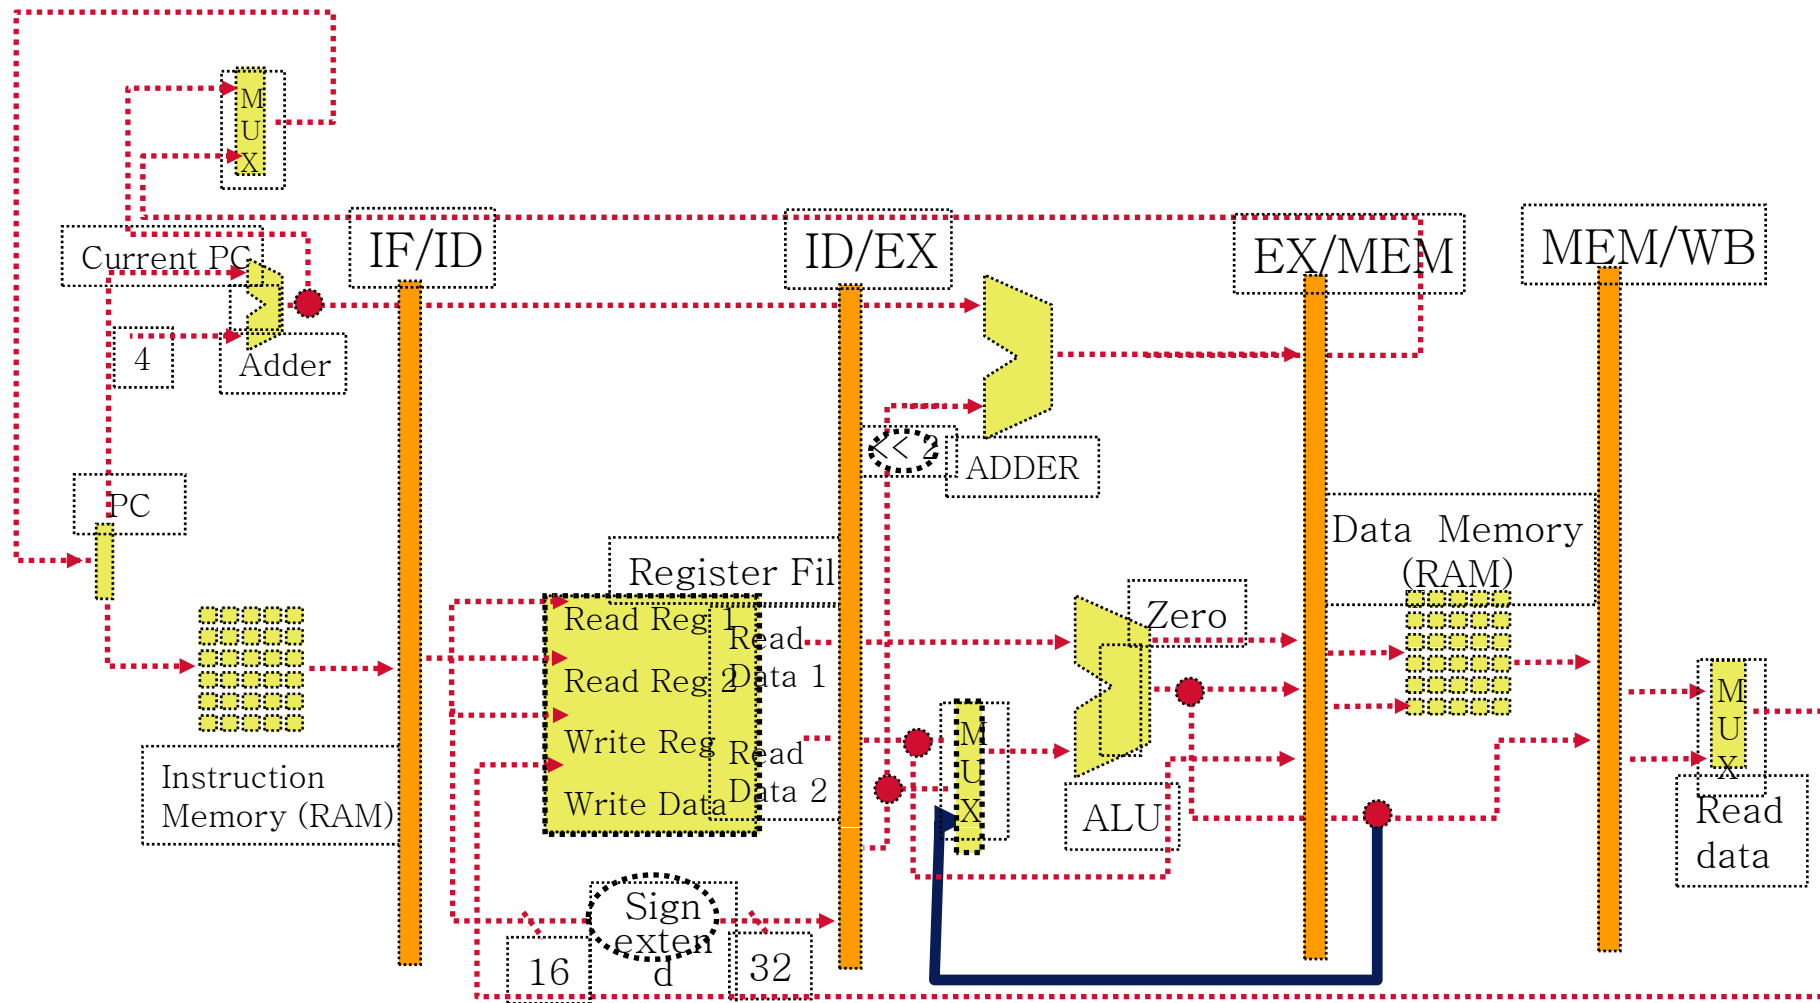 M
U
X
Current PC
IF/ID
ID/EX
EX/MEM
MEM/WB
4
Adder
<< 2
ADDER
PC
Data Memory
(RAM)
Register Fil
Zero
Read Reg 1
Read
Data 1
Read Reg 2
Write Reg
Read
Data 2
Write Data
M
U
X
M
U
X
Instruction
Memory (RAM)
ALU
Read
data
Sign
exten
d
16
32